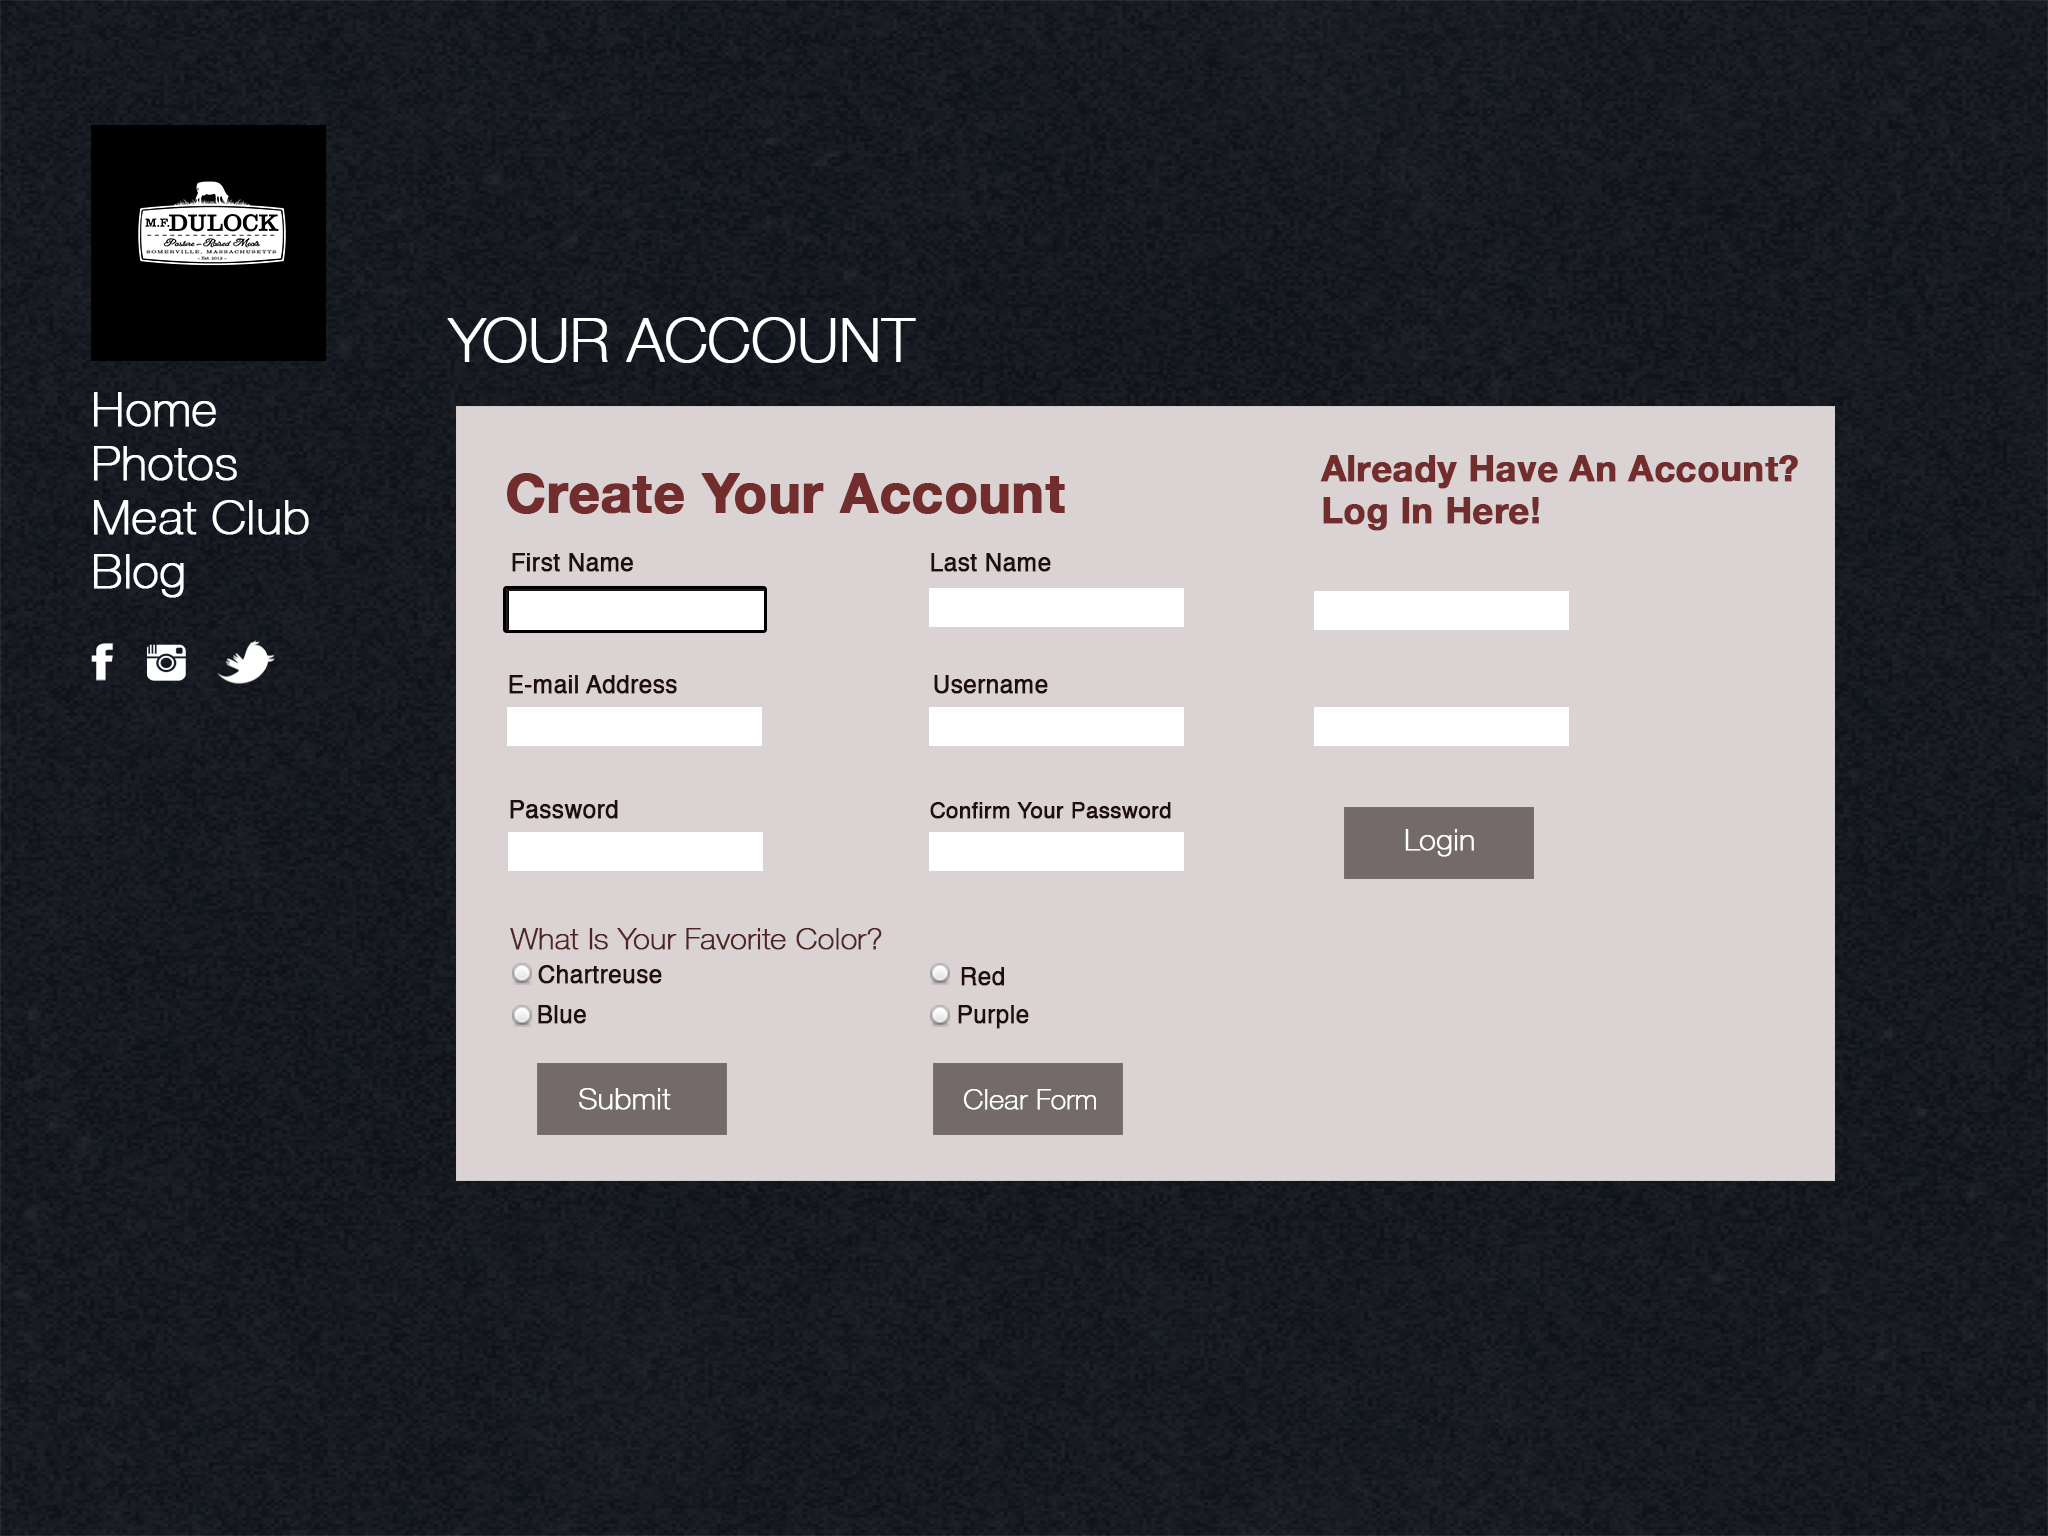 M.F. DULOCK
Pasture - Raised Meats
SOMERVILLE, MASSACHUSETTS
- Est. 2012 -
Home
Photos
Meat Club
Blog
YOUR ACCOUNT
Create Your Account
First Name
Last Name
E-mail Address
Username
Password
Confirm Your Password
What Is Your Favorite Color?
Chartreuse
Red
Blue
Purple
Submit
Clear Form
Already Have An Account?
Log In Here!
Login